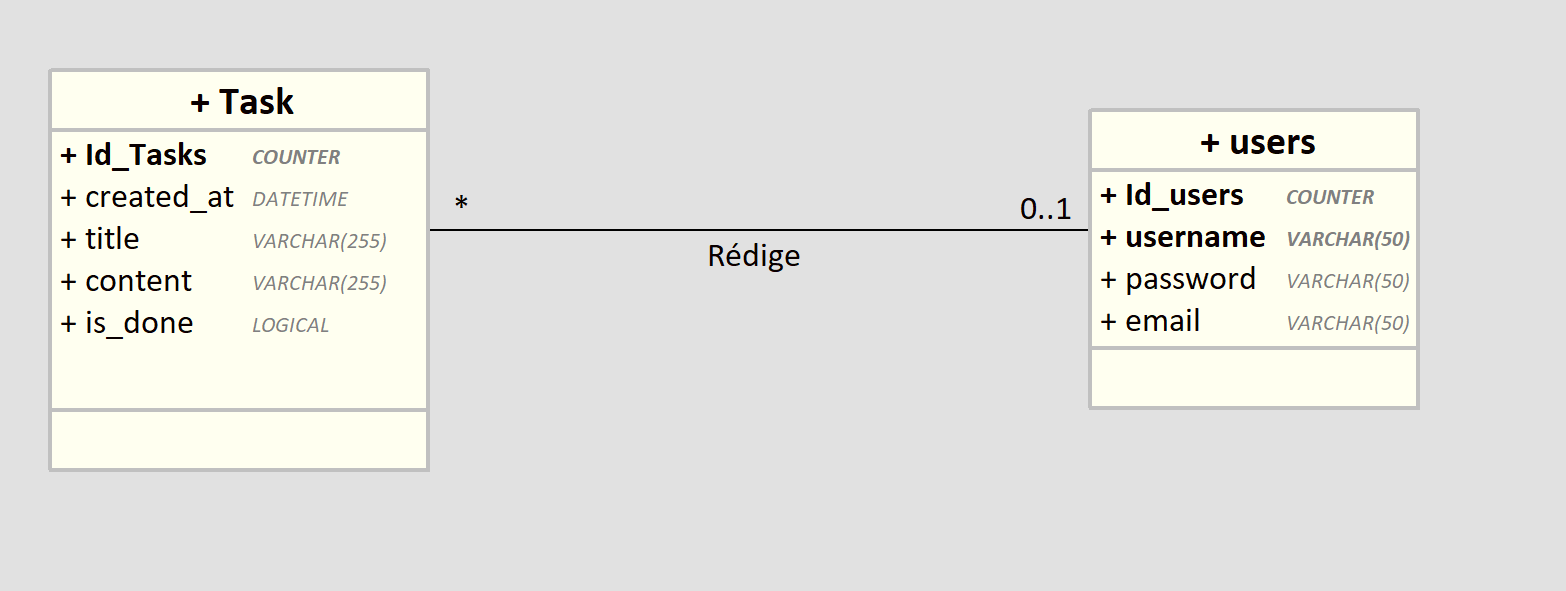 + Task
+ Id_Tasks COUNTER
+ created_at DATETIME
+ title VARCHAR(255)
+ content VARCHAR(255)
+ is_done LOGICAL
*
0..1
Rédige
+ users
+ Id_users COUNTER
+ username VARCHAR(50)
+ password VARCHAR(50)
+ email VARCHAR(50)